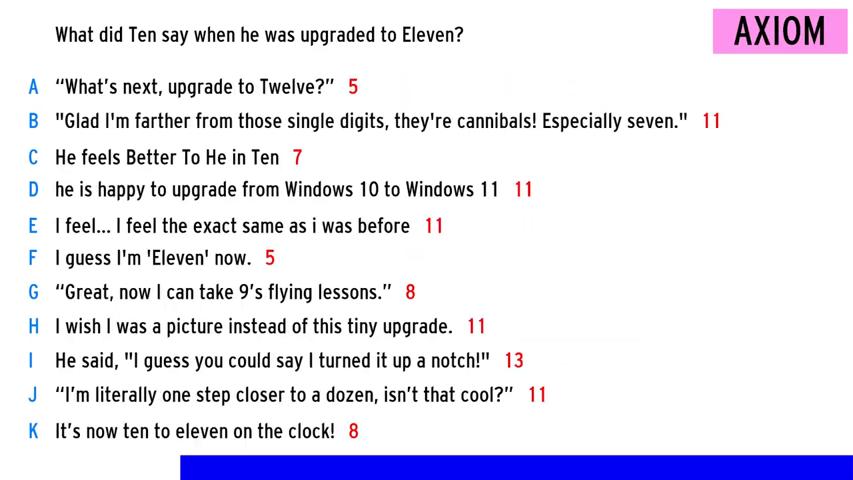 What did Ten say when he was upgraded to Eleven?
AXIOM
A “What’s next, upgrade to Twelve?” 5
B "Glad I'm farther from those single digits, they're cannibals! Especially seven." 11
C He feels Better To He in Ten 7
D he is happy to upgrade from Windows 10 to Windows 11 11
E I feel... I feel the exact same as i was before 11
F I guess I'm 'Eleven' now. 5
G “Great, now I can take 9’s flying lessons.” 8
H I wish I was a picture instead of this tiny upgrade. 11
I He said, "I guess you could say I turned it up a notch!" 13
J “I’m literally one step closer to a dozen, isn’t that cool?” 11
K It’s now ten to eleven on the clock! 8